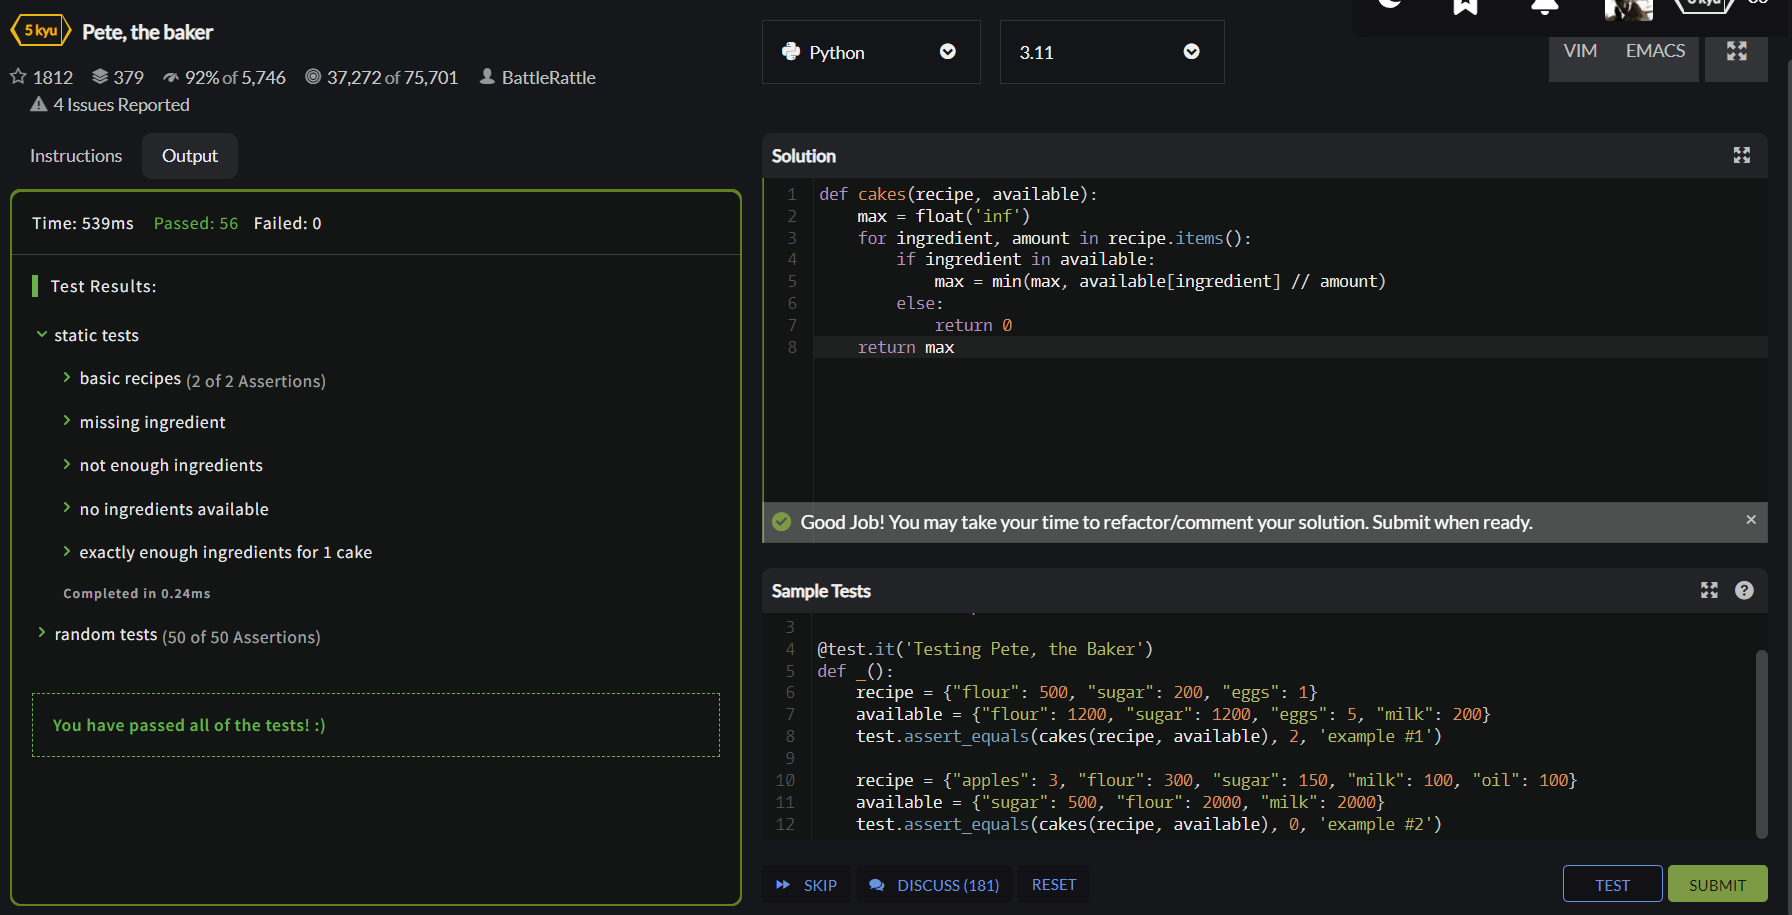 5 kyu Pete, the baker
1812 379 92% of 5,746 37,272 of 75,701 BattleRattle
4 Issues Reported
Instructions Output
Time: 539ms Passed: 56 Failed: 0
Test Results:
static tests
basic recipes (2 of 2 Assertions)
missing ingredient
not enough ingredients
no ingredients available
exactly enough ingredients for 1 cake
Completed in 0.24ms
random tests (50 of 50 Assertions)
You have passed all of the tests! :)
Python 3.11
VIM EMACS
Solution
1 def cakes(recipe, available):
2     max = float('inf')
3     for ingredient, amount in recipe.items():
4         if ingredient in available:
5             max = min(max, available[ingredient] // amount)
6         else:
7             return 0
8     return max
Good Job! You may take your time to refactor/comment your solution. Submit when ready.
Sample Tests
3
4 @test.it('Testing Pete, the Baker')
5 def _():
6     recipe = {"flour": 500, "sugar": 200, "eggs": 1}
7     available = {"flour": 1200, "sugar": 1200, "eggs": 5, "milk": 200}
8     test.assert_equals(cakes(recipe, available), 2, 'example #1')
9
10     recipe = {"apples": 3, "flour": 300, "sugar": 150, "milk": 100, "oil": 100}
11     available = {"sugar": 500, "flour": 2000, "milk": 2000}
12     test.assert_equals(cakes(recipe, available), 0, 'example #2')
SKIP DISCUSS (181) RESET
TEST SUBMIT